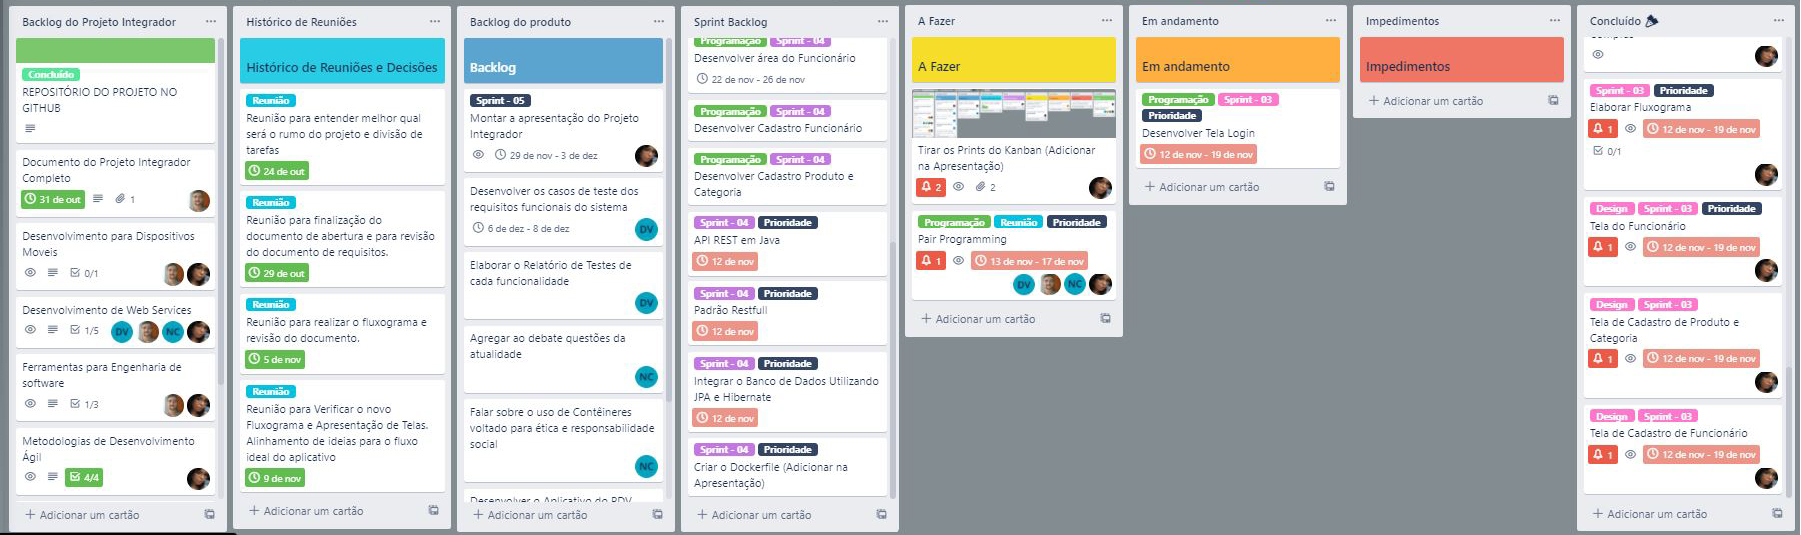 Backlog do Projeto Integrador
Concluído
REPOSITÓRIO DO PROJETO NO
GITHUB
Documento do Projeto Integrador
Completo
31 de out
1
Desenvolvimento para Dispositivos
Moveis
0/1
Desenvolvimento de Web Services
1/5
DV
NC
Ferramentas para Engenharia de
software
1/3
Metodologias de Desenvolvimento
Ágil
4/4
+ Adicionar um cartão
Histórico de Reuniões
Histórico de Reuniões e Decisões
Reunião
Reunião para entender melhor qual
será o rumo do projeto e divisão de
tarefas
24 de out
Reunião
Reunião para finalização do
documento de abertura e para revisão
do documento de requisitos.
29 de out
Reunião
Reunião para realizar o fluxograma e
revisão do documento.
5 de nov
Reunião
Reunião para Verificar o novo
Fluxograma e Apresentação de Telas.
Alinhamento de ideias para o fluxo
ideal do aplicativo
9 de nov
+ Adicionar um cartão
Backlog do produto
Backlog
Sprint - 05
Montar a apresentação do Projeto
Integrador
29 de nov - 3 de dez
Desenvolver os casos de teste dos
requisitos funcionais do sistema
6 de dez - 8 de dez
DV
Elaborar o Relatório de Testes de
cada funcionalidade
DV
Agregar ao debate questões da
atualidade
NC
Falar sobre o uso de Contêineres
voltado para ética e responsabilidade
social
NC
Desenvolver o Aplicativo do PDV
+ Adicionar um cartão
Sprint Backlog
Programação Sprint - 04
Desenvolver área do Funcionário
22 de nov - 26 de nov
Programação Sprint - 04
Desenvolver Cadastro Funcionário
Programação Sprint - 04
Desenvolver Cadastro Produto e
Categoria
Sprint - 04 Prioridade
API REST em Java
12 de nov
Sprint - 04 Prioridade
Padrão Restfull
12 de nov
Sprint - 04 Prioridade
Integrar o Banco de Dados Utilizando
JPA e Hibernate
12 de nov
Sprint - 04 Prioridade
Criar o Dockerfile (Adicionar na
Apresentação)
+ Adicionar um cartão
A Fazer
A Fazer
Tirar os Prints do Kanban (Adicionar
na Apresentação)
2
2
Programação Reunião Prioridade
Pair Programming
1
13 de nov - 17 de nov
DV
NC
+ Adicionar um cartão
Em andamento
Em andamento
Programação Sprint - 03
Prioridade
Desenvolver Tela Login
12 de nov - 19 de nov
+ Adicionar um cartão
Impedimentos
Impedimentos
+ Adicionar um cartão
Concluído
Sprint - 03 Prioridade
Elaborar Fluxograma
1
12 de nov - 19 de nov
0/1
Design Sprint - 03 Prioridade
Tela do Funcionário
1
12 de nov - 19 de nov
Design Sprint - 03
Tela de Cadastro de Produto e
Categoria
1
12 de nov - 19 de nov
Design Sprint - 03
Tela de Cadastro de Funcionário
1
12 de nov - 19 de nov
+ Adicionar um cartão